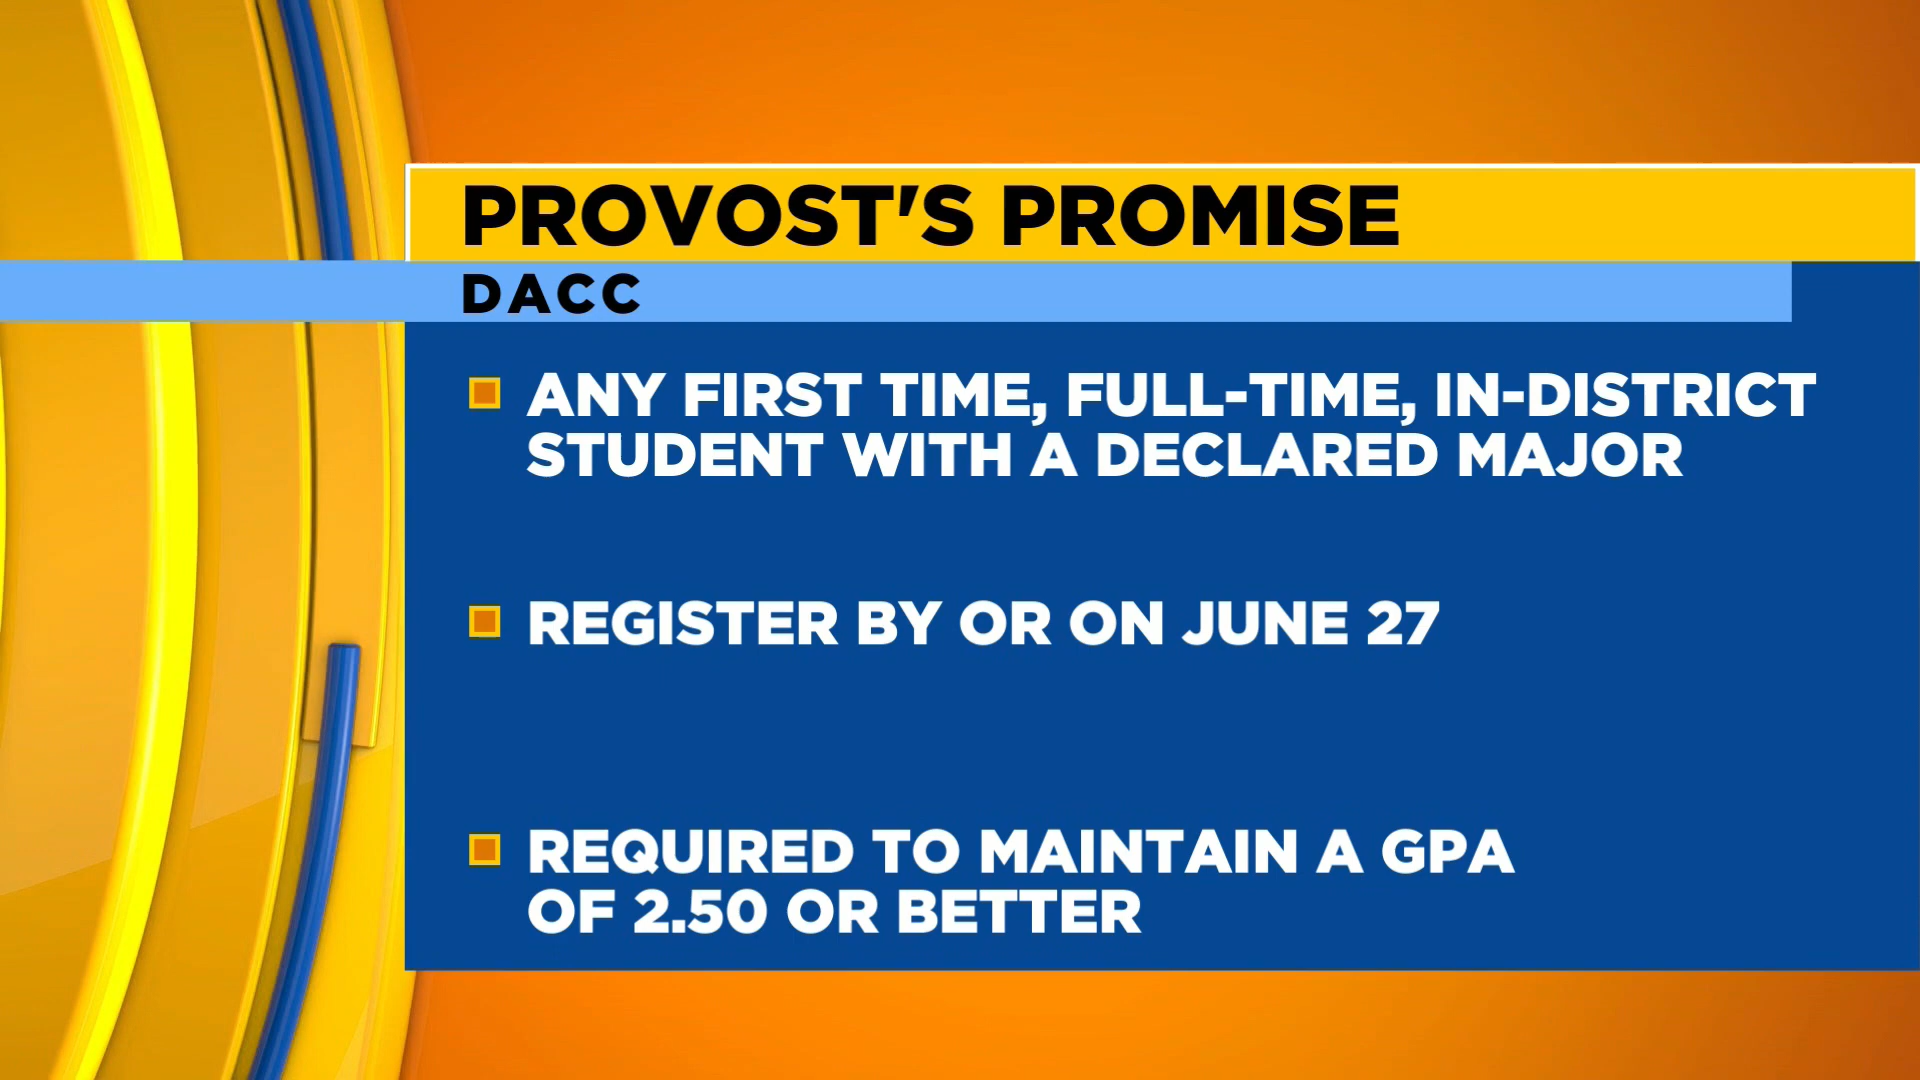 PROVOST'S PROMISE
DACC
ANY FIRST TIME, FULL-TIME, IN-DISTRICT
STUDENT WITH A DECLARED MAJOR
REGISTER BY OR ON JUNE 27
REQUIRED TO MAINTAIN A GPA
OF 2.50 OR BETTER